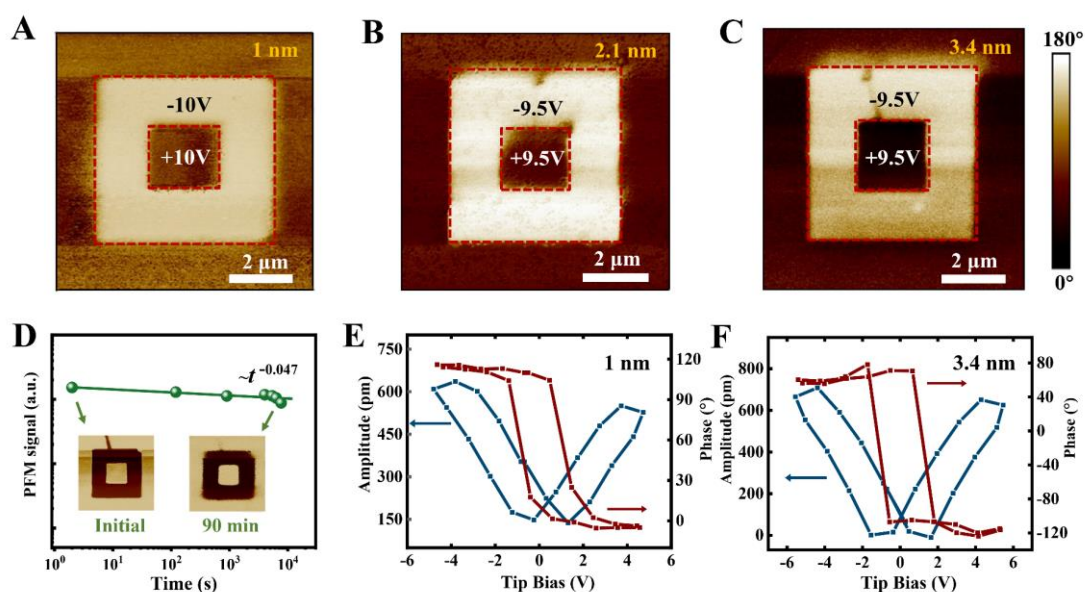 A
1 nm
-10V
+10V
2 μm
B
2.1 nm
-9.5V
+9.5V
2 μm
C
3.4 nm
-9.5V
+9.5V
2 μm
180°
0°
D
PFM signal (a.u.)
~t^-0.047
Initial
90 min
10^0 10^1 10^2 10^3 10^4
Time (s)
E
1 nm
Amplitude (pm)
750
600
450
300
150
120
80
40
0
Phase (°)
-6 -4 -2 0 2 4 6
Tip Bias (V)
F
3.4 nm
Amplitude (pm)
800
600
400
200
0
80
40
0
-40
-80
-120
Phase (°)
-6 -4 -2 0 2 4 6
Tip Bias (V)